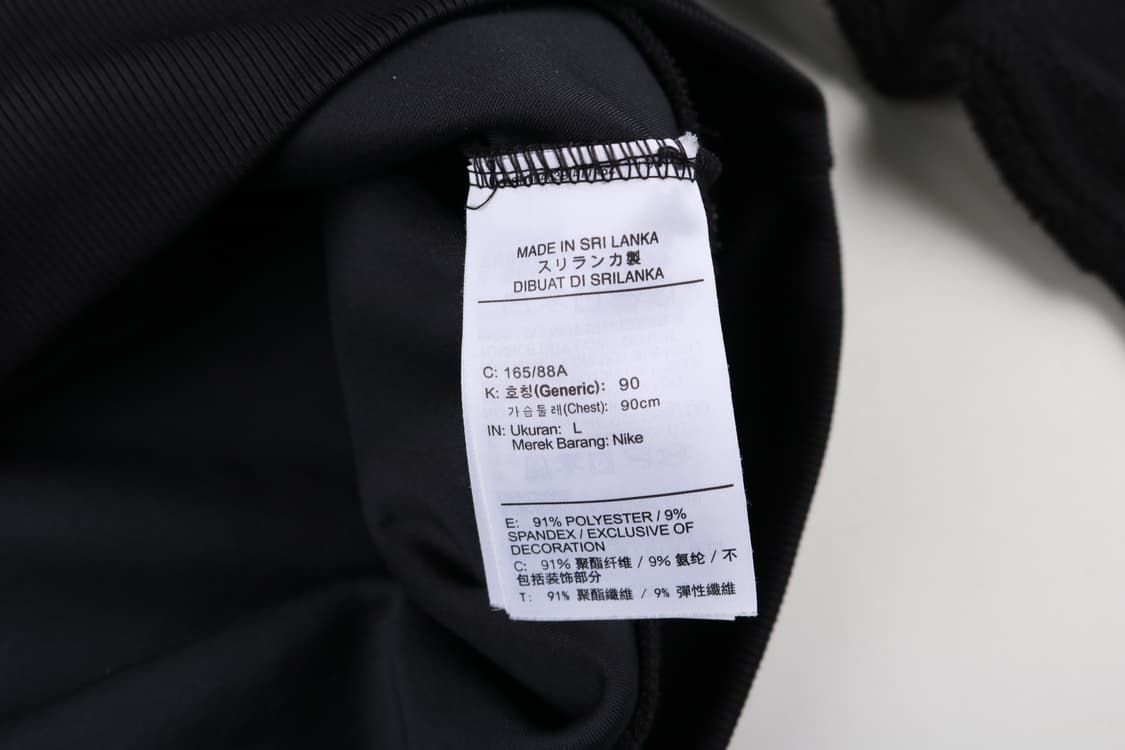 MADE IN SRI LANKA
スリランカ製
DIBUAT DI SRILANKA
C: 165/88A
K: 호칭(Generic): 90
가슴둘레(Chest): 90cm
IN: Ukuran: L
Merek Barang: Nike
E: 91% POLYESTER / 9%
SPANDEX / EXCLUSIVE OF
DECORATION
C: 91% 聚酯纤维 / 9% 氨纶 / 不
包括装饰部分
T: 91% 聚酯纖維 / 9% 彈性纖維